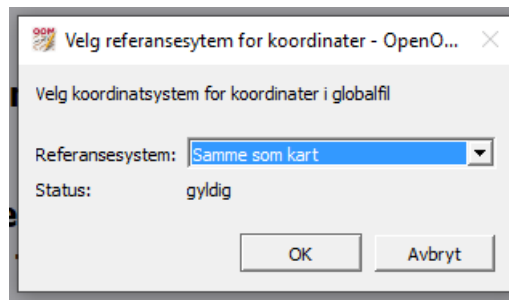 Velg referansesytem for koordinater - OpenO...
Velg koordinatsystem for koordinater i globalfil
Referansesystem: Samme som kart
Status: gyldig
OK Avbryt